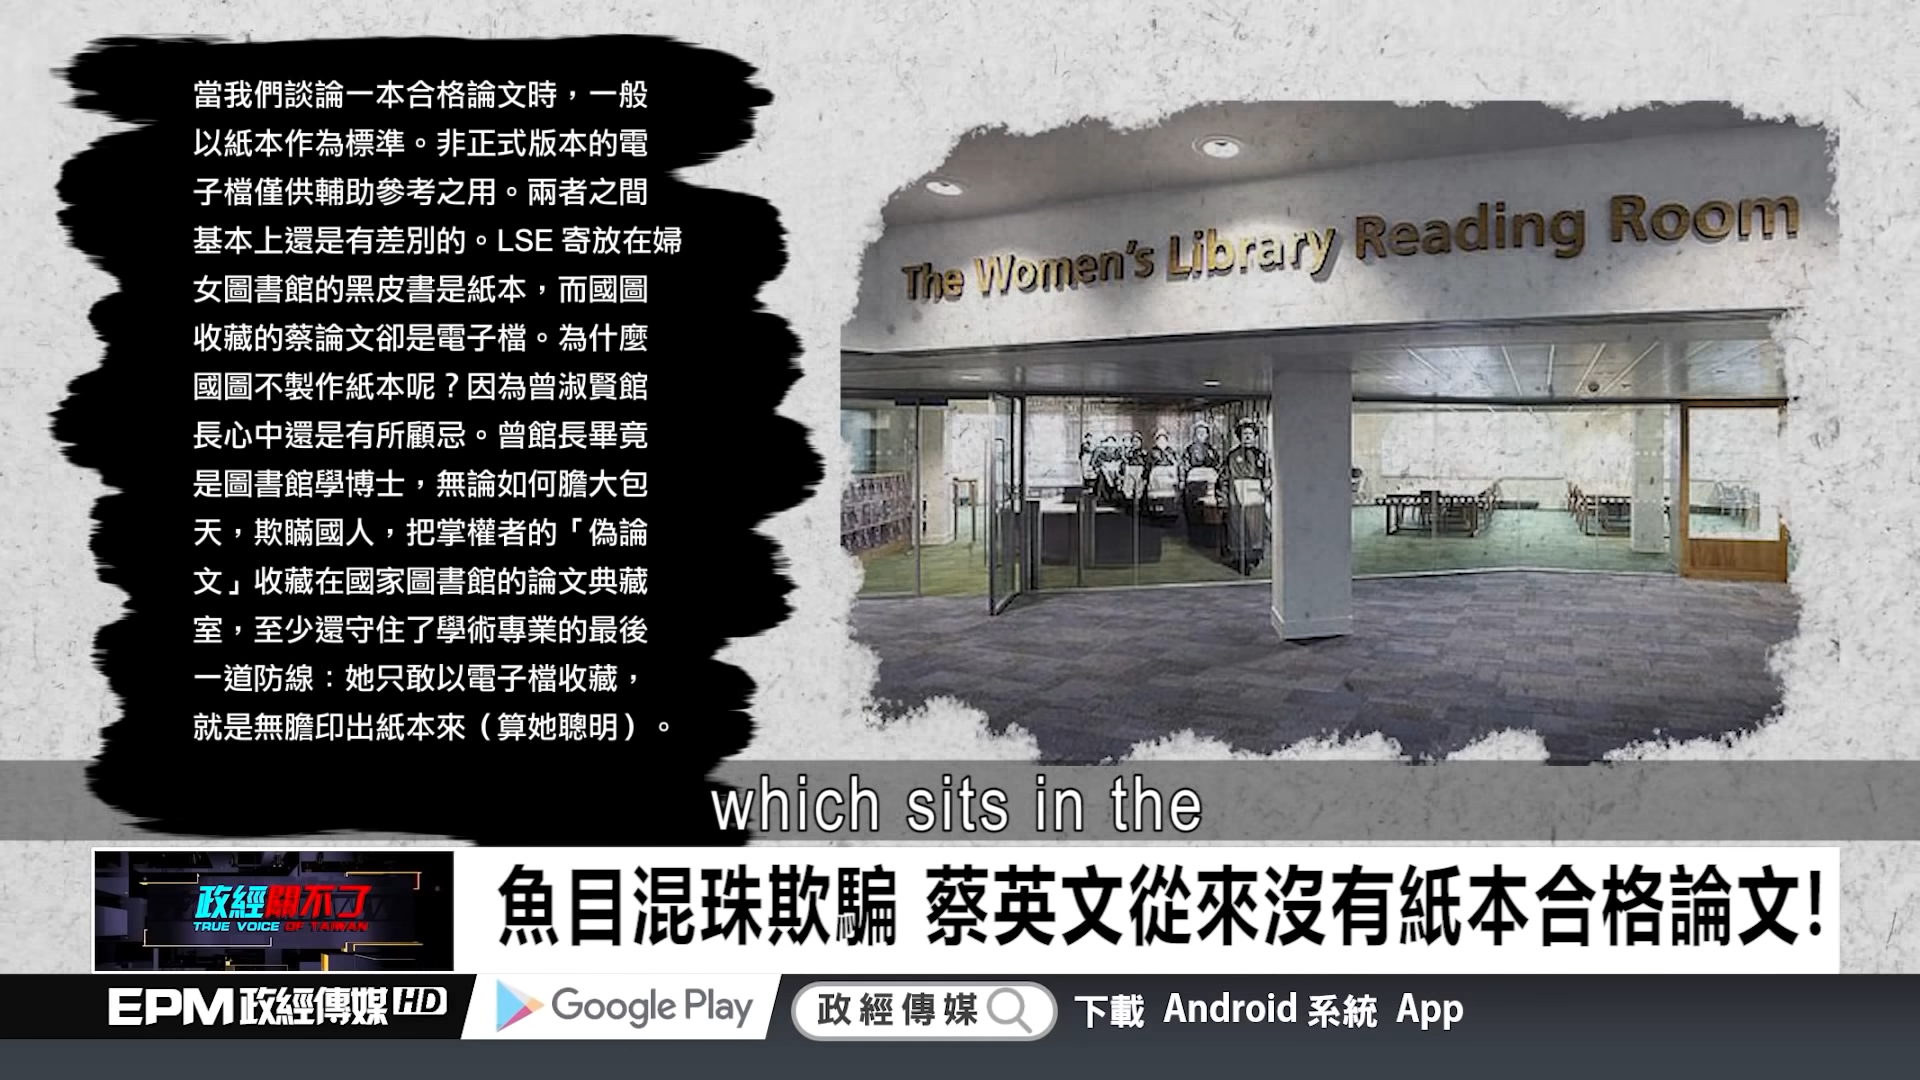 當我們談論一本合格論文時，一般
以紙本作為標準。非正式版本的電
子檔僅供輔助參考之用。兩者之間
基本上還是有差別的。LSE 寄放在婦
女圖書館的黑皮書是紙本，而國圖
收藏的蔡論文卻是電子檔。為什麼
國圖不製作紙本呢？因為曾淑賢館
長心中還是有所顧忌。曾館長畢竟
是圖書館學博士，無論如何膽大包
天，欺瞞國人，把掌權者的「偽論
文」收藏在國家圖書館的論文典藏
室，至少還守住了學術專業的最後
一道防線：她只敢以電子檔收藏，
就是無膽印出紙本來（算她聰明）。
The Women's Library Reading Room
which sits in the
政經關不了
TRUE VOICE OF TAIWAN
魚目混珠欺騙 蔡英文從來沒有紙本合格論文!
EPM政經傳媒HD
Google Play
政經傳媒
下載 Android 系統 App